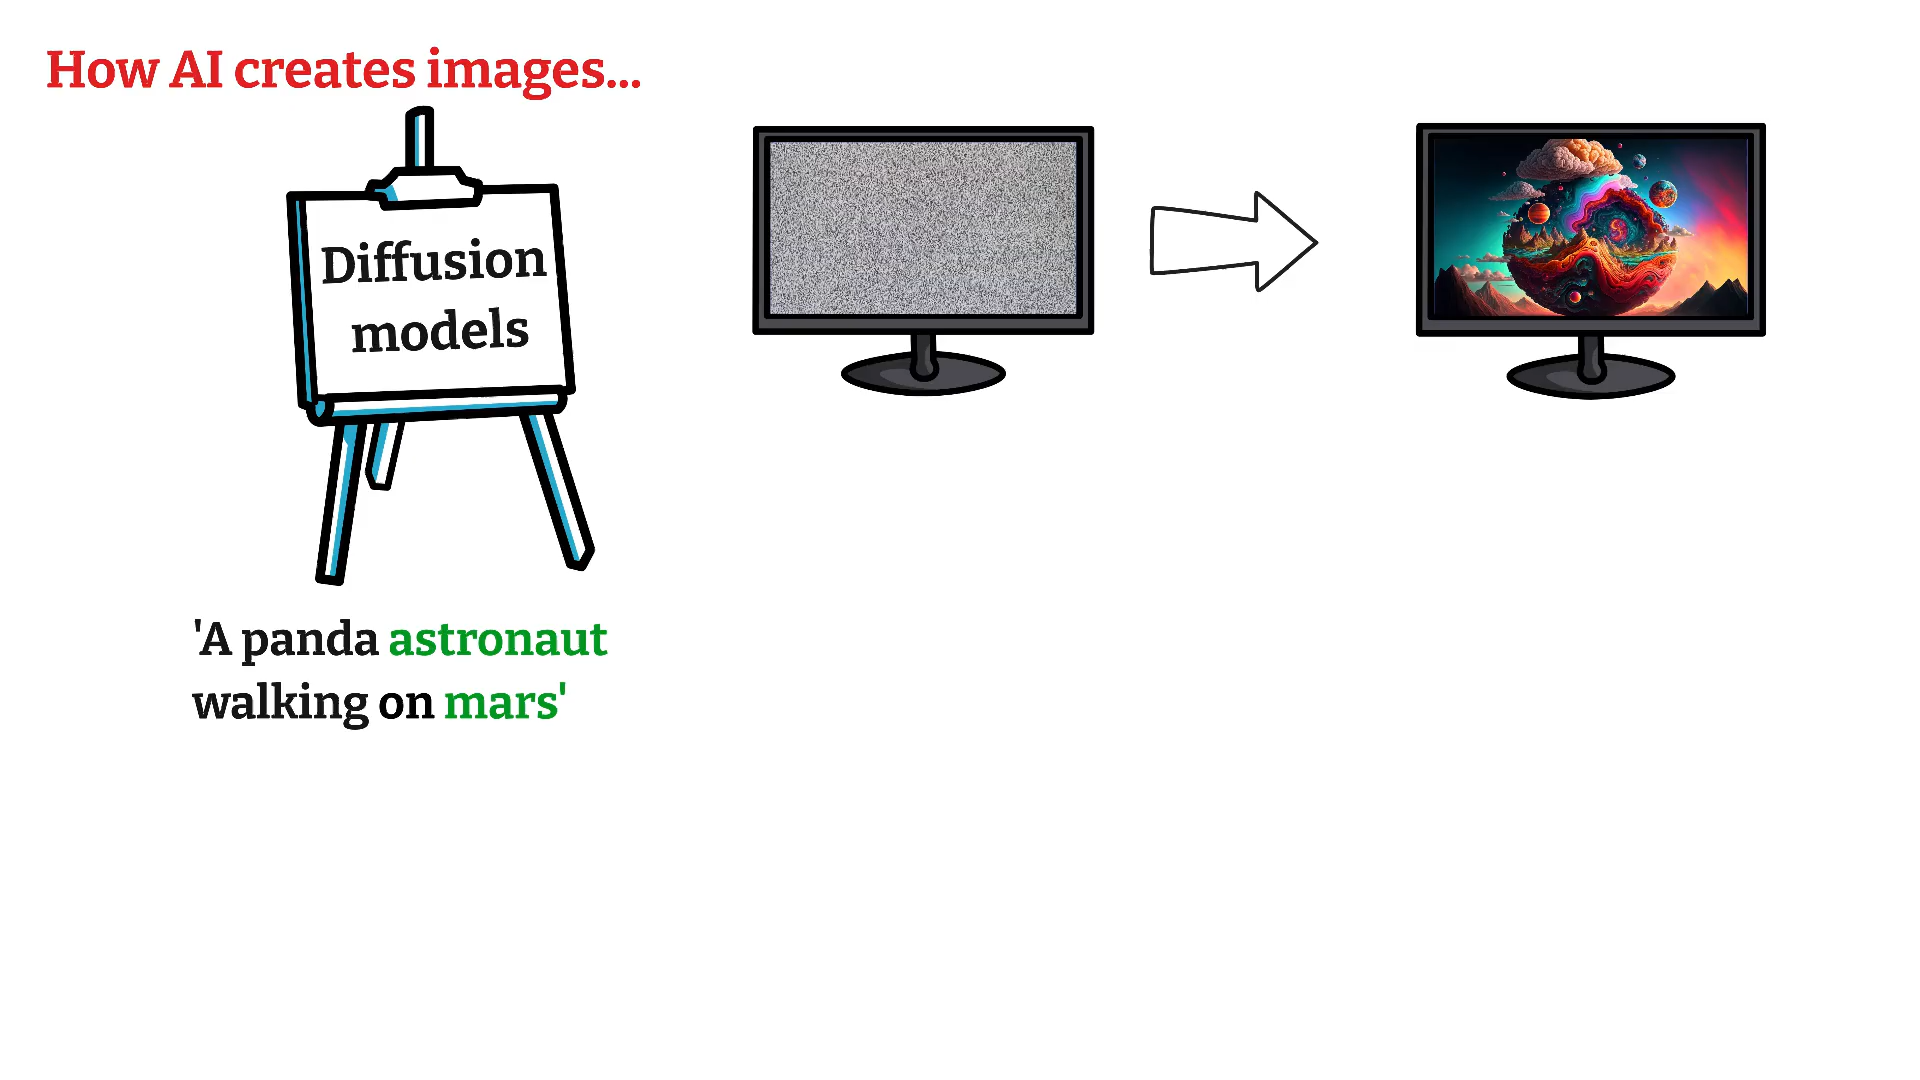 How AI creates images...
Diffusion
models
'A panda astronaut
walking on mars'